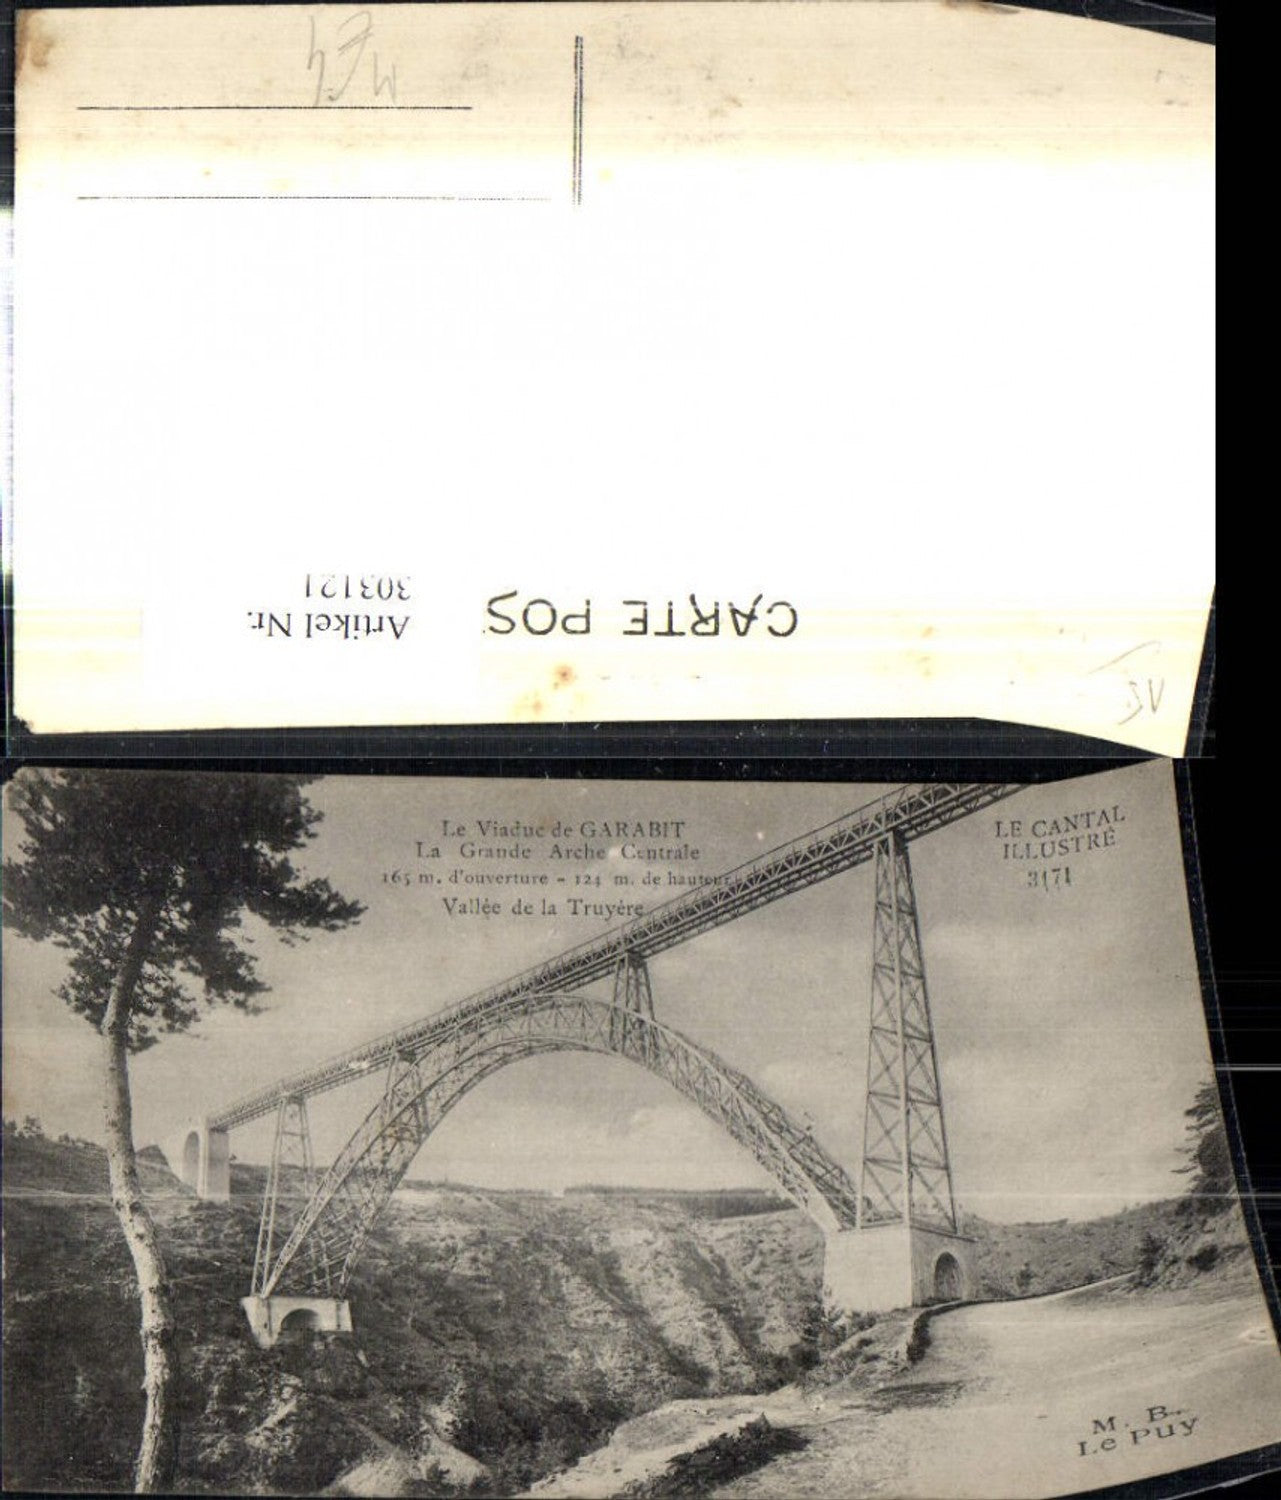 CARTE POS
Artikel Nr.
303121
Le Viaduc de GARABIT
La Grande Arche Centrale
165 m. d'ouverture - 124 m. de hauteur
Vallée de la Truyère
LE CANTAL
ILLUSTRÉ
3171
M. B.
Le Puy